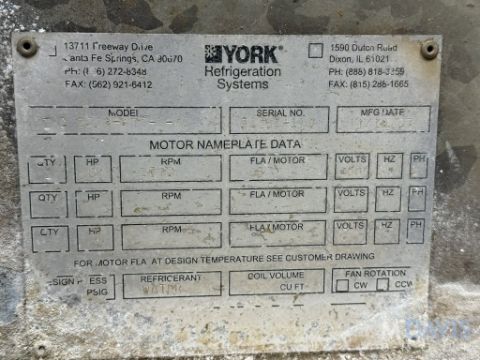 13711 Freeway Drive
Santa Fe Springs, CA 90670
FAX: (562) 921-6412
YORK
Refrigeration
Systems
1590 Dutch Road
Dixon, IL 61021
PH: (888) 818-3359
FAX: (815) 288-1665
MODEL SERIAL NO. MFG DATE
MOTOR NAMEPLATE DATA
QTY HP RPM FLA / MOTOR VOLTS HZ PH
QTY HP RPM FLA / MOTOR VOLTS HZ PH
QTY HP RPM FLA / MOTOR VOLTS HZ PH
FOR MOTOR FLA AT DESIGN TEMPERATURE SEE CUSTOMER DRAWING
DESIGN PRESS REFRIGERANT COIL VOLUME FAN ROTATION
PSIG CU FT CW CCW
DAVIS